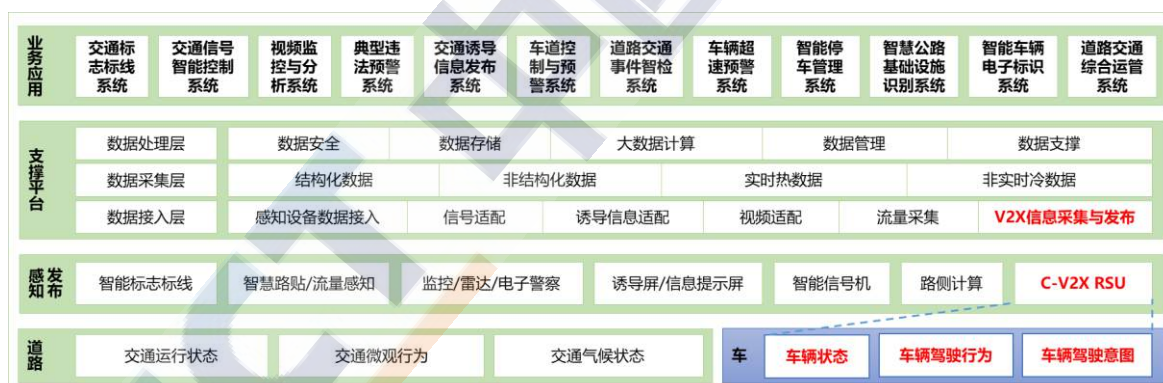 业务应用
交通标
志标线
系统
交通信号
智能控制
系统
视频监
控与分
析系统
典型违
法预警
系统
交通诱导
信息发布
系统
车道控
制与预
警系统
道路交通
事件智检
系统
车辆超
速预警
系统
智能停
车管理
系统
智慧公路
基础设施
识别系统
智能车辆
电子标识
系统
道路交通
综合运管
系统
支撑平台
数据处理层
数据安全
数据存储
大数据计算
数据管理
数据支撑
数据采集层
结构化数据
非结构化数据
实时热数据
非实时冷数据
数据接入层
感知设备数据接入
信号适配
诱导信息适配
视频适配
流量采集
V2X信息采集与发布
感知
发布
智能标志标线
智慧路贴/流量感知
监控/雷达/电子警察
诱导屏/信息提示屏
智能信号机
路侧计算
C-V2X RSU
道路
交通运行状态
交通微观行为
交通气候状态
车
车辆状态
车辆驾驶行为
车辆驾驶意图